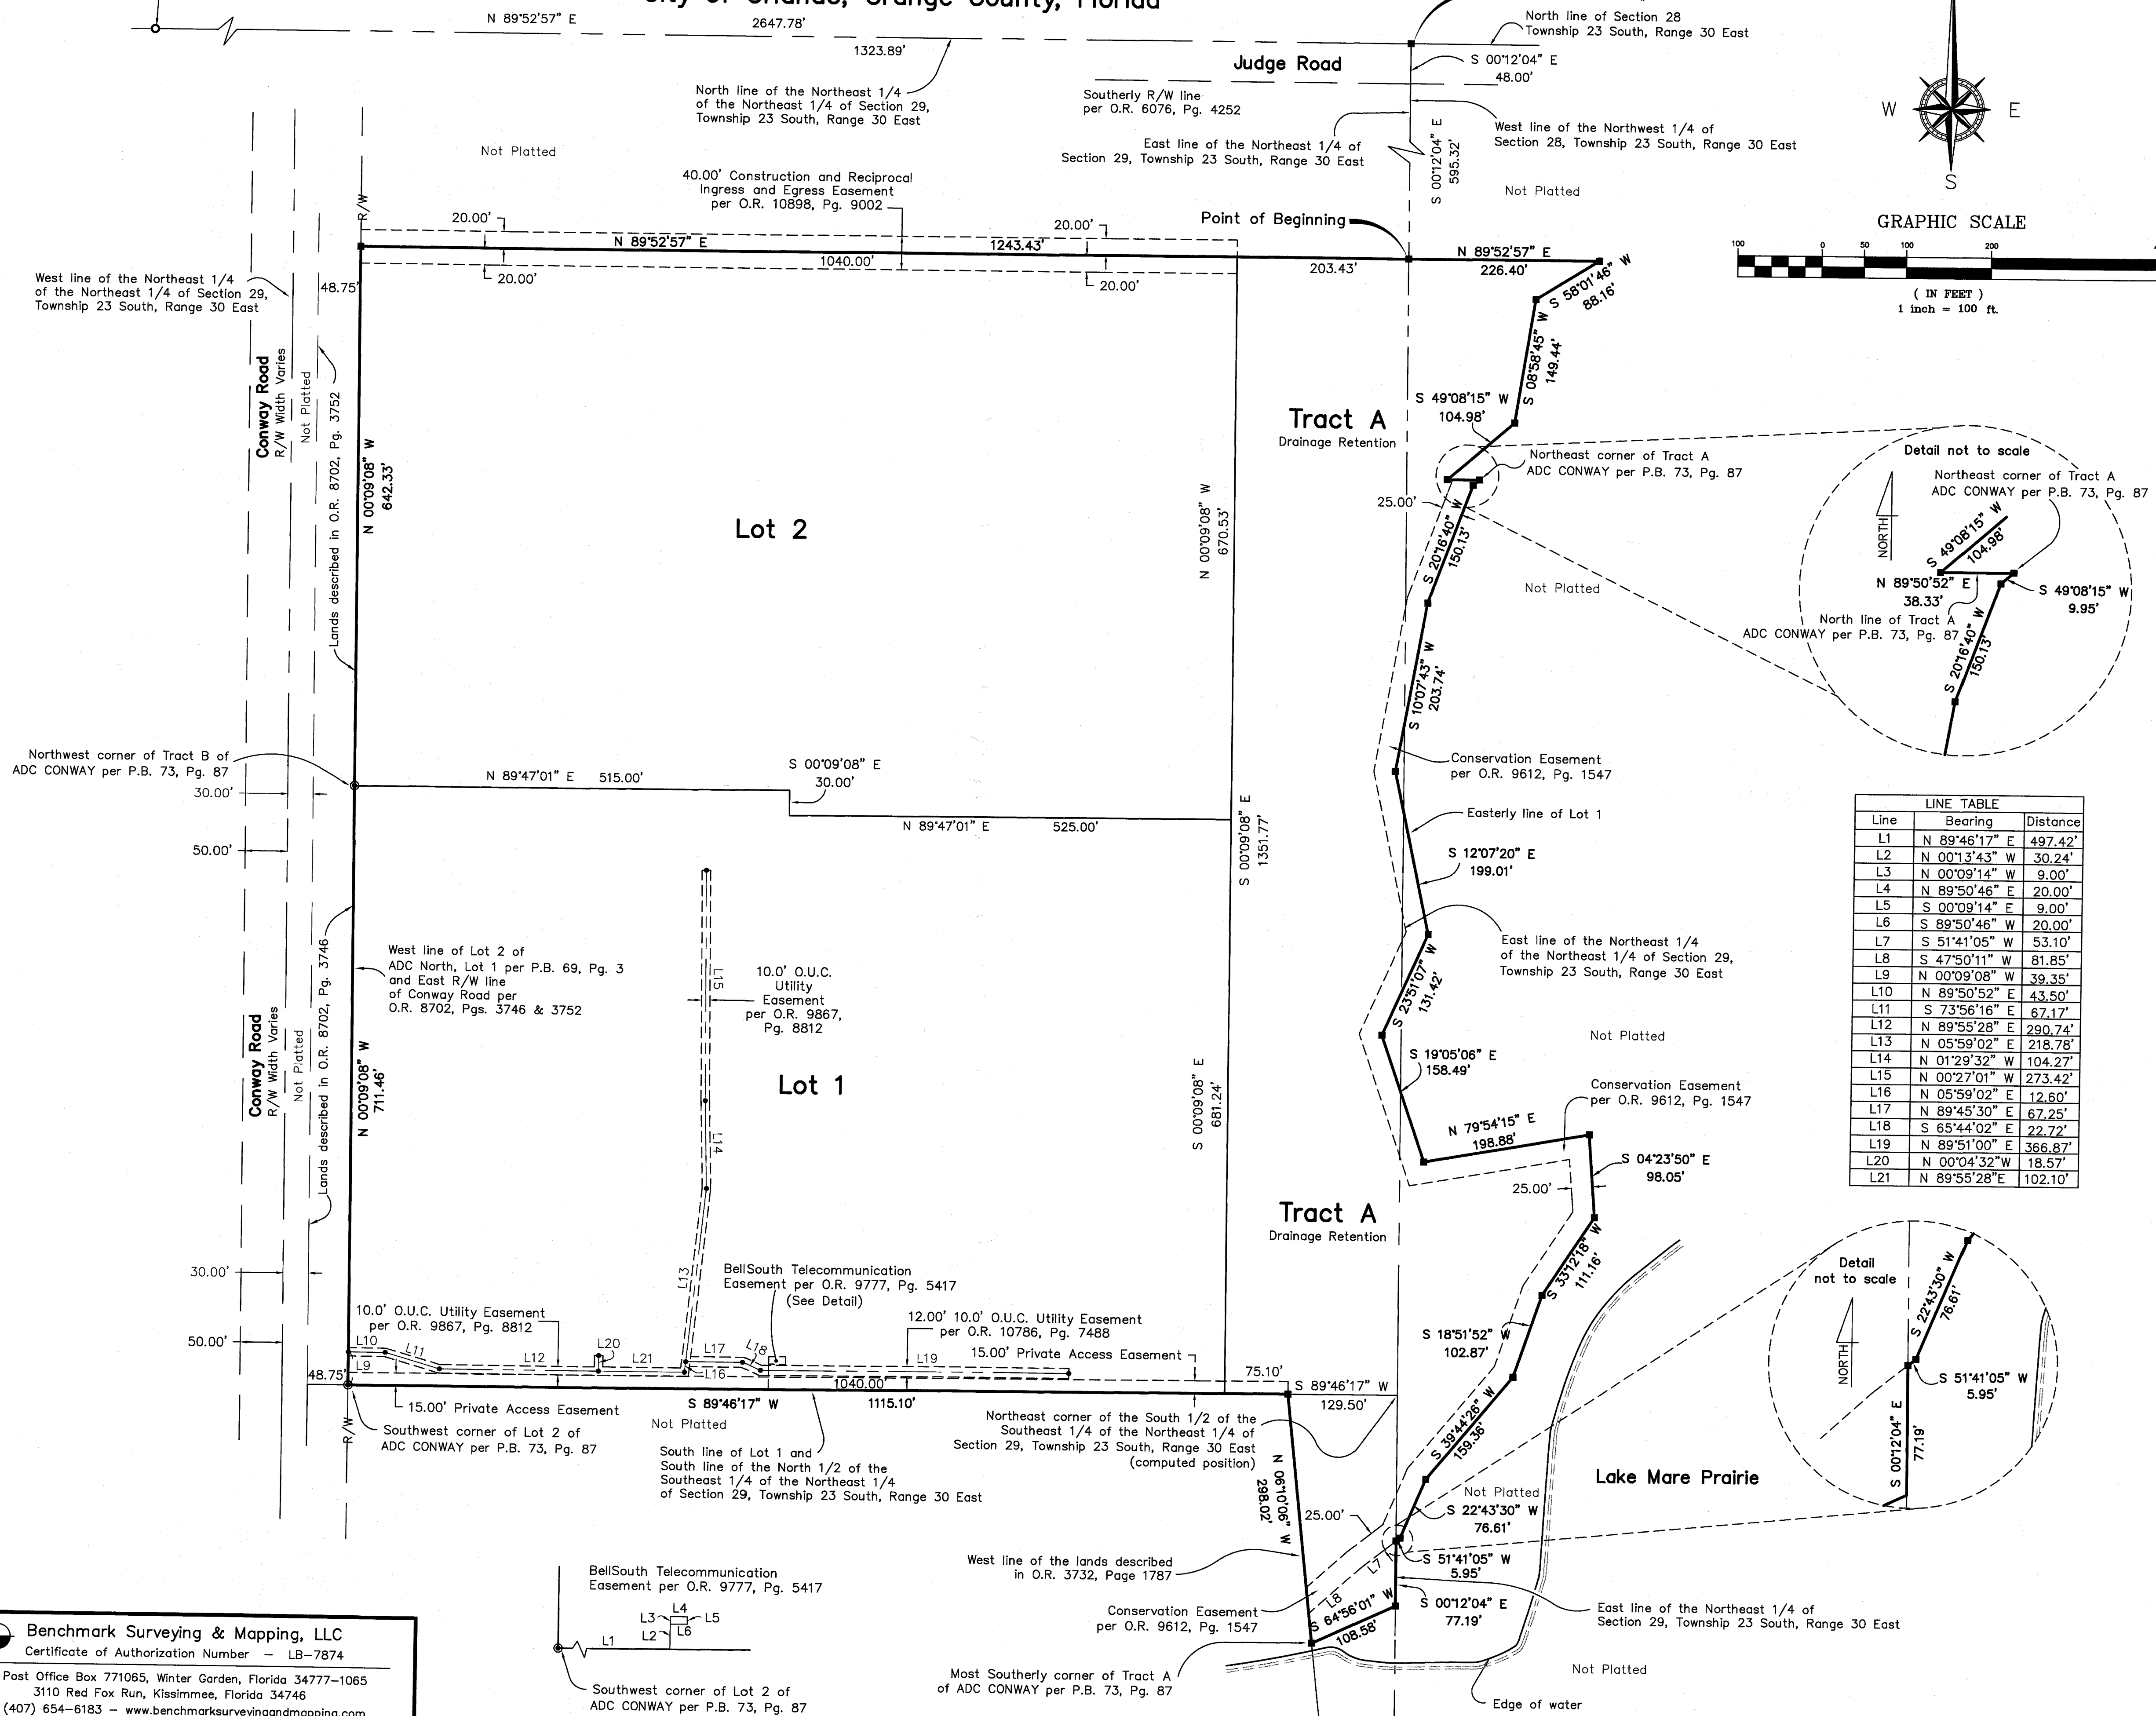 City of Orlando, Orange County, Florida
N 89°52'57" E
2647.78'
1323.89'
North line of Section 28
Township 23 South, Range 30 East
S 00°12'04" E
48.00'
Judge Road
North line of the Northeast 1/4
of the Northeast 1/4 of Section 29,
Township 23 South, Range 30 East
Southerly R/W line
per O.R. 6076, Pg. 4252
East line of the Northeast 1/4 of
Section 29, Township 23 South, Range 30 East
S 00°12'04" E
595.32'
West line of the Northwest 1/4 of
Section 28, Township 23 South, Range 30 East
W
E
S
Not Platted
Not Platted
40.00' Construction and Reciprocal
Ingress and Egress Easement
per O.R. 10898, Pg. 9002
R/W
20.00'
20.00'
Point of Beginning
GRAPHIC SCALE
100
0
50
100
200
( IN FEET )
1 inch = 100 ft.
N 89°52'57" E
1243.43'
1040.00'
20.00'
20.00'
203.43'
N 89°52'57" E
226.40'
S 58°01'46" W
88.16'
West line of the Northeast 1/4
of the Northeast 1/4 of Section 29,
Township 23 South, Range 30 East
48.75'
Conway Road
R/W Width Varies
Not Platted
Lands described in O.R. 8702, Pg. 3752
N 00°09'08" W
642.33'
S 08°58'45" W
149.44'
Tract A
Drainage Retention
S 49°08'15" W
104.98'
Northeast corner of Tract A
ADC CONWAY per P.B. 73, Pg. 87
25.00'
S 20°16'40" W
150.13'
Detail not to scale
Northeast corner of Tract A
ADC CONWAY per P.B. 73, Pg. 87
NORTH
S 49°08'15" W
104.98'
N 89°50'52" E
38.33'
S 49°08'15" W
9.95'
North line of Tract A
ADC CONWAY per P.B. 73, Pg. 87
S 20°16'40" W
150.13'
Lot 2
N 00°09'08" W
670.53'
Not Platted
S 10°07'43" W
203.74'
Northwest corner of Tract B of
ADC CONWAY per P.B. 73, Pg. 87
30.00'
50.00'
N 89°47'01" E
515.00'
S 00°09'08" E
30.00'
N 89°47'01" E
525.00'
S 00°09'08" E
1351.77'
Conservation Easement
per O.R. 9612, Pg. 1547
Easterly line of Lot 1
S 12°07'20" E
199.01'
LINE TABLE
Line Bearing Distance
L1 N 89°46'17" E 497.42'
L2 N 00°13'43" W 30.24'
L3 N 00°09'14" W 9.00'
L4 N 89°50'46" E 20.00'
L5 S 00°09'14" E 9.00'
L6 S 89°50'46" W 20.00'
L7 S 51°41'05" W 53.10'
L8 S 47°50'11" W 81.85'
L9 N 00°09'08" W 39.35'
L10 N 89°50'52" E 43.50'
L11 S 73°56'16" E 67.17'
L12 N 89°55'28" E 290.74'
L13 N 05°59'02" E 218.78'
L14 N 01°29'32" W 104.27'
L15 N 00°27'01" W 273.42'
L16 N 05°59'02" E 12.60'
L17 N 89°45'30" E 67.25'
L18 S 65°44'02" E 22.72'
L19 N 89°51'00" E 366.87'
L20 N 00°04'32"W 18.57'
L21 N 89°55'28"E 102.10'
West line of Lot 2 of
ADC North, Lot 1 per P.B. 69, Pg. 3
and East R/W line
of Conway Road per
O.R. 8702, Pgs. 3746 & 3752
L15
10.0' O.U.C.
Utility
Easement
per O.R. 9867,
Pg. 8812
East line of the Northeast 1/4
of the Northeast 1/4 of Section 29,
Township 23 South, Range 30 East
S 23°51'07" W
131.42'
Conway Road
R/W Width Varies
Not Platted
Lands described in O.R. 8702, Pg. 3746
N 00°09'08" W
711.46'
Lot 1
L14
S 00°09'08" E
681.24'
Not Platted
S 19°05'06" E
158.49'
Conservation Easement
per O.R. 9612, Pg. 1547
N 79°54'15" E
198.88'
S 04°23'50" E
98.05'
25.00'
Tract A
Drainage Retention
S 33°12'18" W
111.16'
30.00'
50.00'
48.75'
L13
BellSouth Telecommunication
Easement per O.R. 9777, Pg. 5417
(See Detail)
10.0' O.U.C. Utility Easement
per O.R. 9867, Pg. 8812
12.00' 10.0' O.U.C. Utility Easement
per O.R. 10786, Pg. 7488
15.00' Private Access Easement
L10
L11
L9
L12
L20
L21
L17
L18
L16
L19
1040.00'
75.10'
S 89°46'17" W
129.50'
S 18°51'52" W
102.87'
15.00' Private Access Easement
S 89°46'17" W
1115.10'
Not Platted
R/W
Southwest corner of Lot 2 of
ADC CONWAY per P.B. 73, Pg. 87
South line of Lot 1 and
South line of the North 1/2 of the
Southeast 1/4 of the Northeast 1/4
of Section 29, Township 23 South, Range 30 East
Northeast corner of the South 1/2 of the
Southeast 1/4 of the Northeast 1/4 of
Section 29, Township 23 South, Range 30 East
(computed position)
N 06°10'06" W
298.02'
S 39°44'26" W
159.36'
Detail
not to scale
NORTH
S 22°43'30" W
76.61'
S 51°41'05" W
5.95'
S 00°12'04" E
77.19'
Lake Mare Prairie
Not Platted
S 22°43'30" W
76.61'
25.00'
West line of the lands described
in O.R. 3732, Page 1787
L7
L8
S 51°41'05" W
5.95'
S 00°12'04" E
77.19'
S 64°56'01" W
108.58'
Conservation Easement
per O.R. 9612, Pg. 1547
East line of the Northeast 1/4 of
Section 29, Township 23 South, Range 30 East
Not Platted
Most Southerly corner of Tract A
of ADC CONWAY per P.B. 73, Pg. 87
Edge of water
BellSouth Telecommunication
Easement per O.R. 9777, Pg. 5417
L4
L3
L5
L2
L6
L1
Southwest corner of Lot 2 of
ADC CONWAY per P.B. 73, Pg. 87
Benchmark Surveying & Mapping, LLC
Certificate of Authorization Number – LB-7874
Post Office Box 771065, Winter Garden, Florida 34777-1065
3110 Red Fox Run, Kissimmee, Florida 34746
(407) 654-6183 – www.benchmarksurveyingandmapping.com